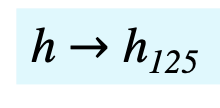 h → h₁₂₅